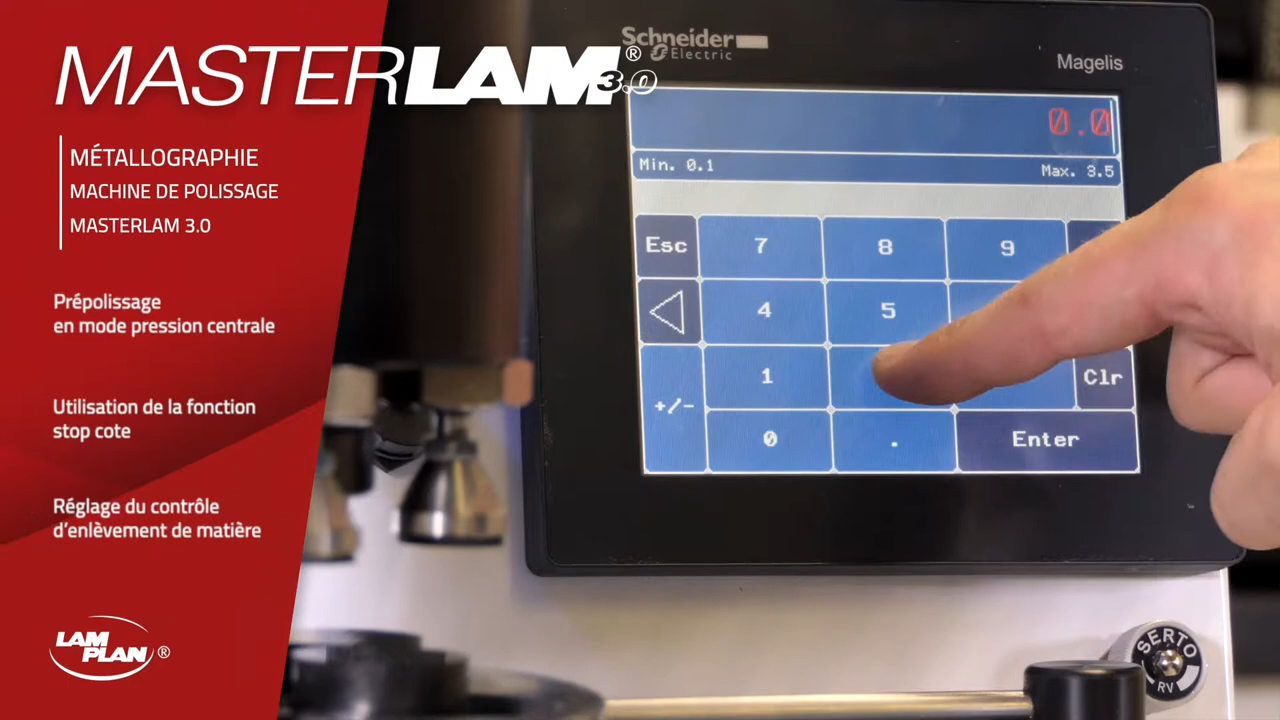 MASTERLAM®
3.0
MÉTALLOGRAPHIE
MACHINE DE POLISSAGE
MASTERLAM 3.0
Prépolissage
en mode pression centrale
Utilisation de la fonction
stop cote
Réglage du contrôle
d’enlèvement de matière
LAM
PLAN®
Schneider
Electric
Magelis
0.0
Min. 0.1 Max. 3.5
Esc 7 8 9
4 5
1 Clr
+/-
0 . Enter
SERTO
RV